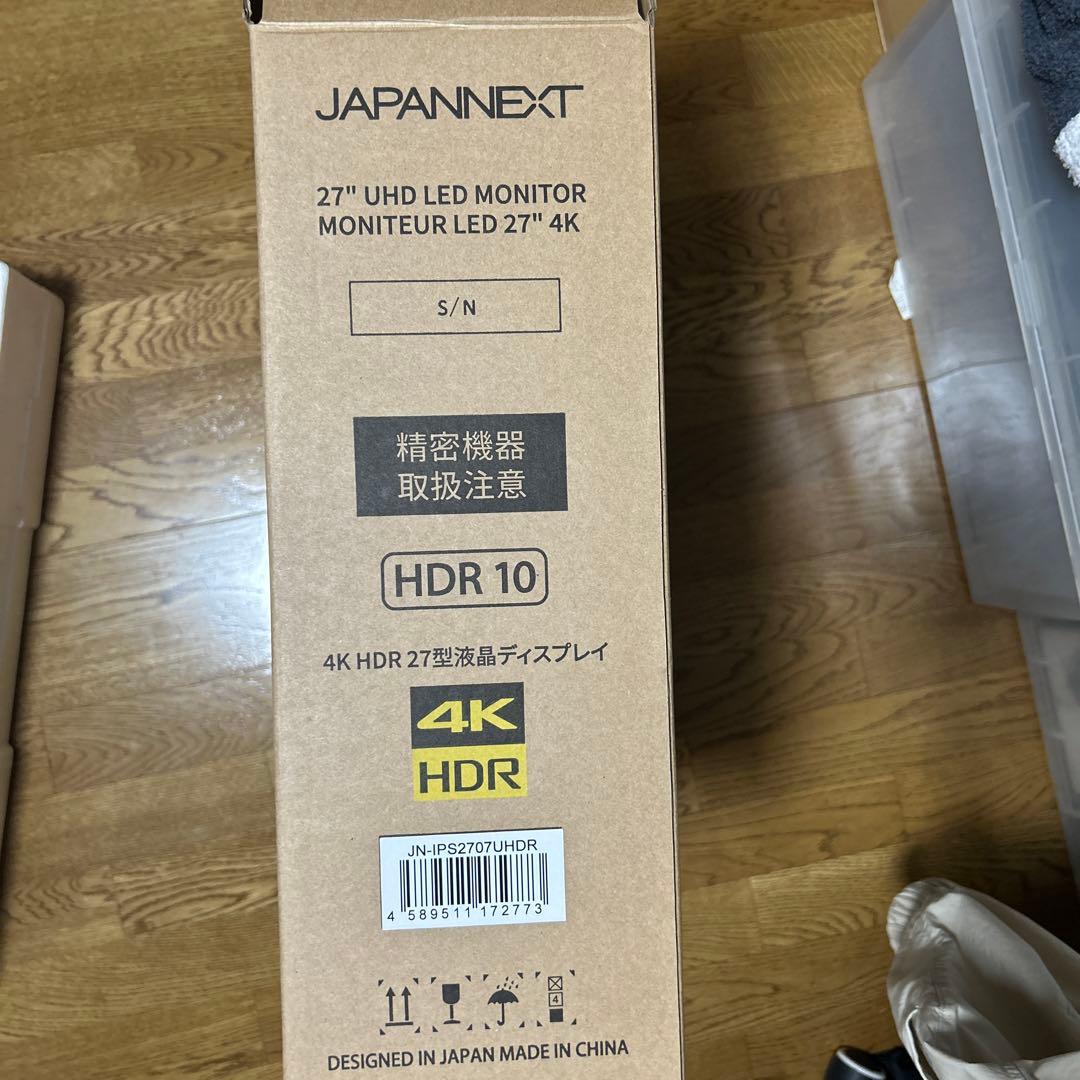 JAPANNEXT
27" UHD LED MONITOR
MONITEUR LED 27" 4K
S/N
精密機器
取扱注意
HDR 10
4K HDR 27型液晶ディスプレイ
4K
HDR
JN-IPS2707UHDR
4 589511 172773
4
DESIGNED IN JAPAN MADE IN CHINA